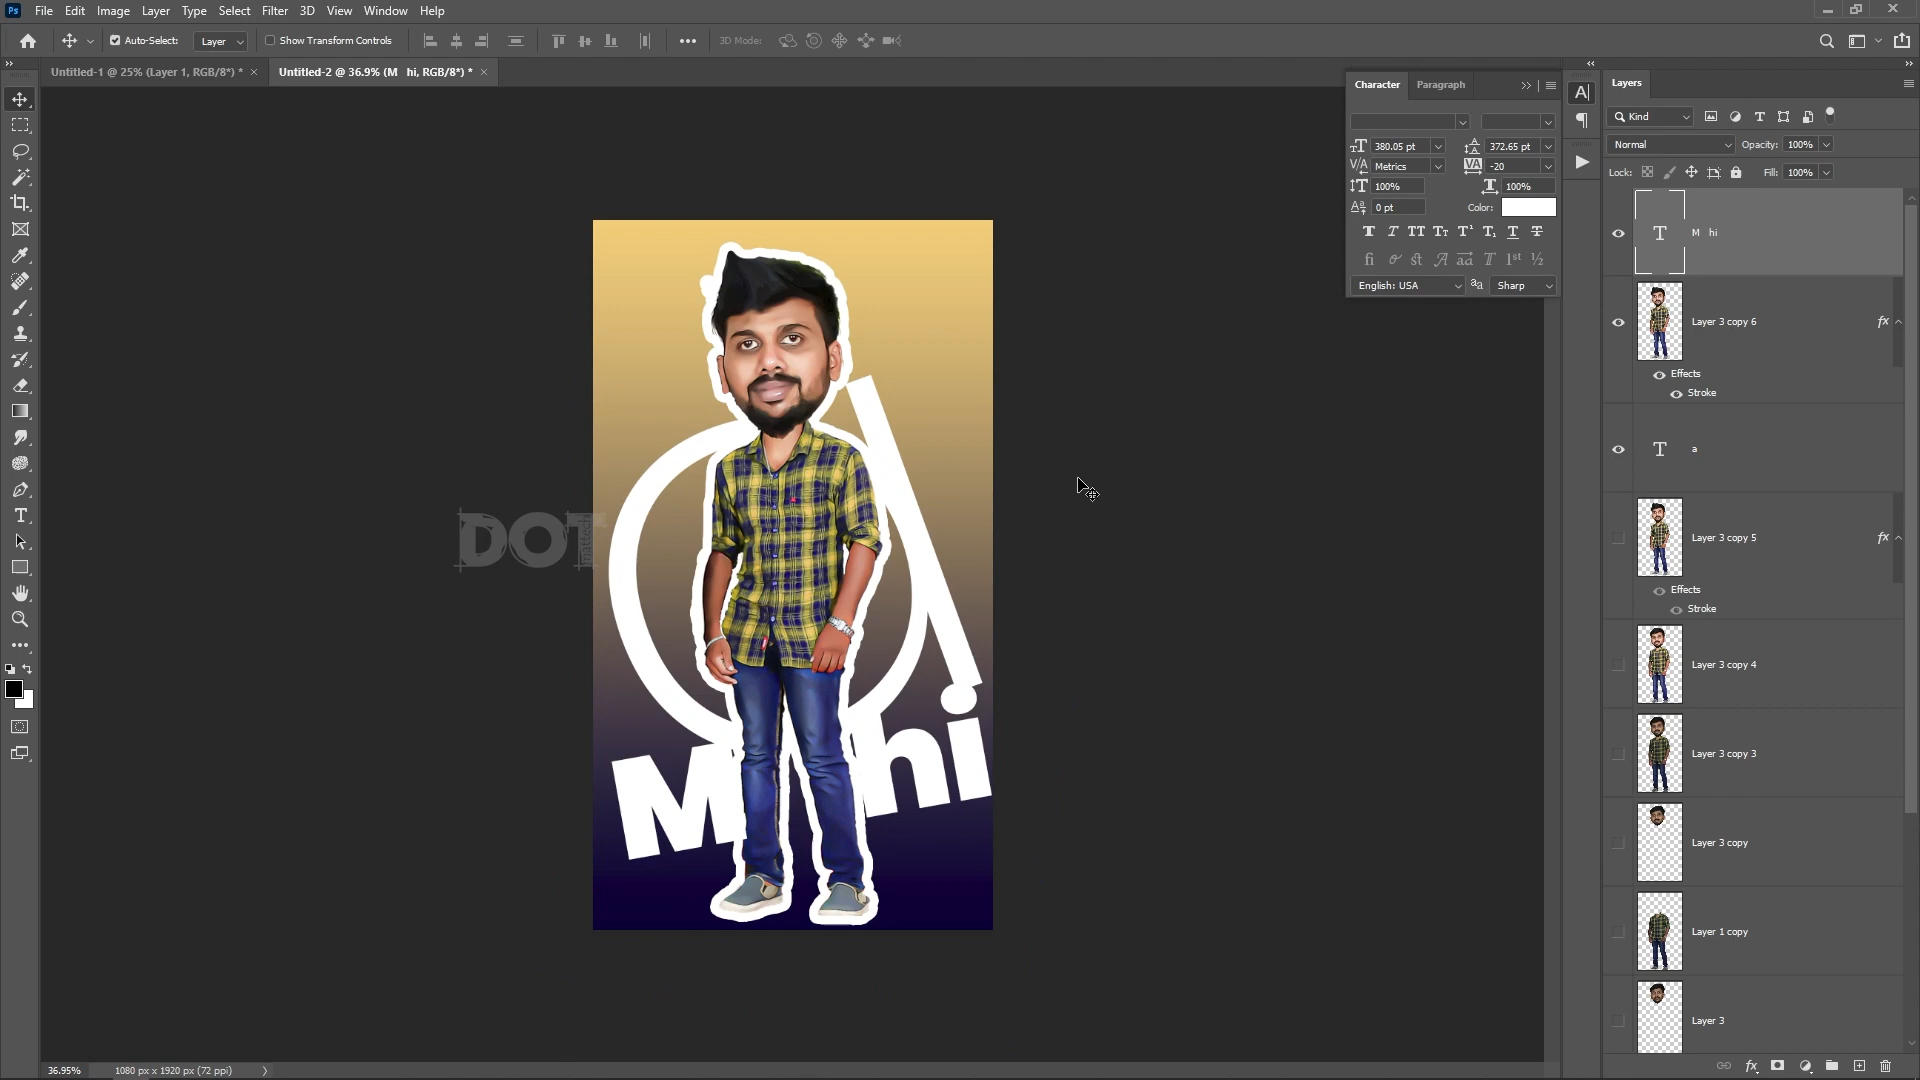 Ps File Edit Image Layer Type Select Filter 3D View Window Help
Auto-Select: Layer Show Transform Controls 3D Mode:
Untitled-1 @ 25% (Layer 1, RGB/8*) * × Untitled-2 @ 36.9% (M hi, RGB/8*) * ×
Character Paragraph
380.05 pt 372.65 pt
Metrics -20
100% 100%
0 pt Color:
English: USA aa Sharp
Layers
Kind
Normal Opacity: 100%
Lock: Fill: 100%
M hi
Layer 3 copy 6 fx
Effects
Stroke
a
Layer 3 copy 5 fx
Effects
Stroke
Layer 3 copy 4
Layer 3 copy 3
Layer 3 copy
Layer 1 copy
Layer 3
DOT
a
M hi
36.95% 1080 px x 1920 px (72 ppi)